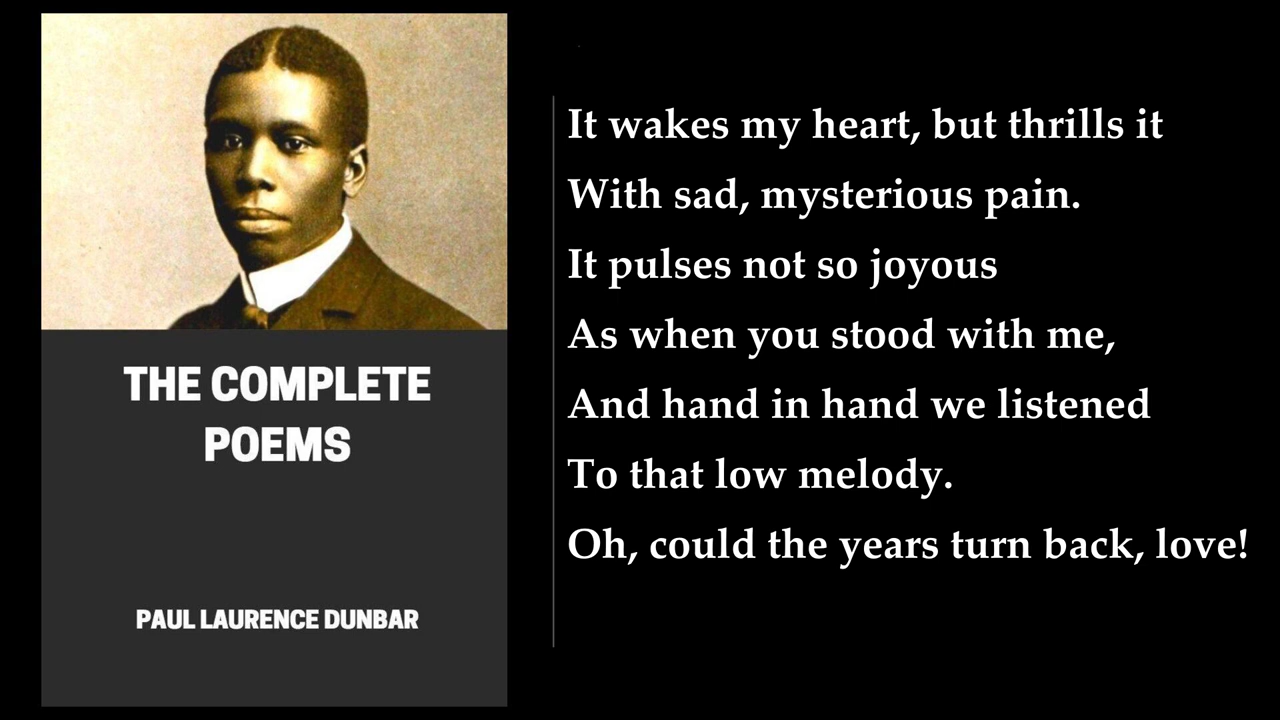 THE COMPLETE
POEMS
PAUL LAURENCE DUNBAR
It wakes my heart, but thrills it
With sad, mysterious pain.
It pulses not so joyous
As when you stood with me,
And hand in hand we listened
To that low melody.
Oh, could the years turn back, love!